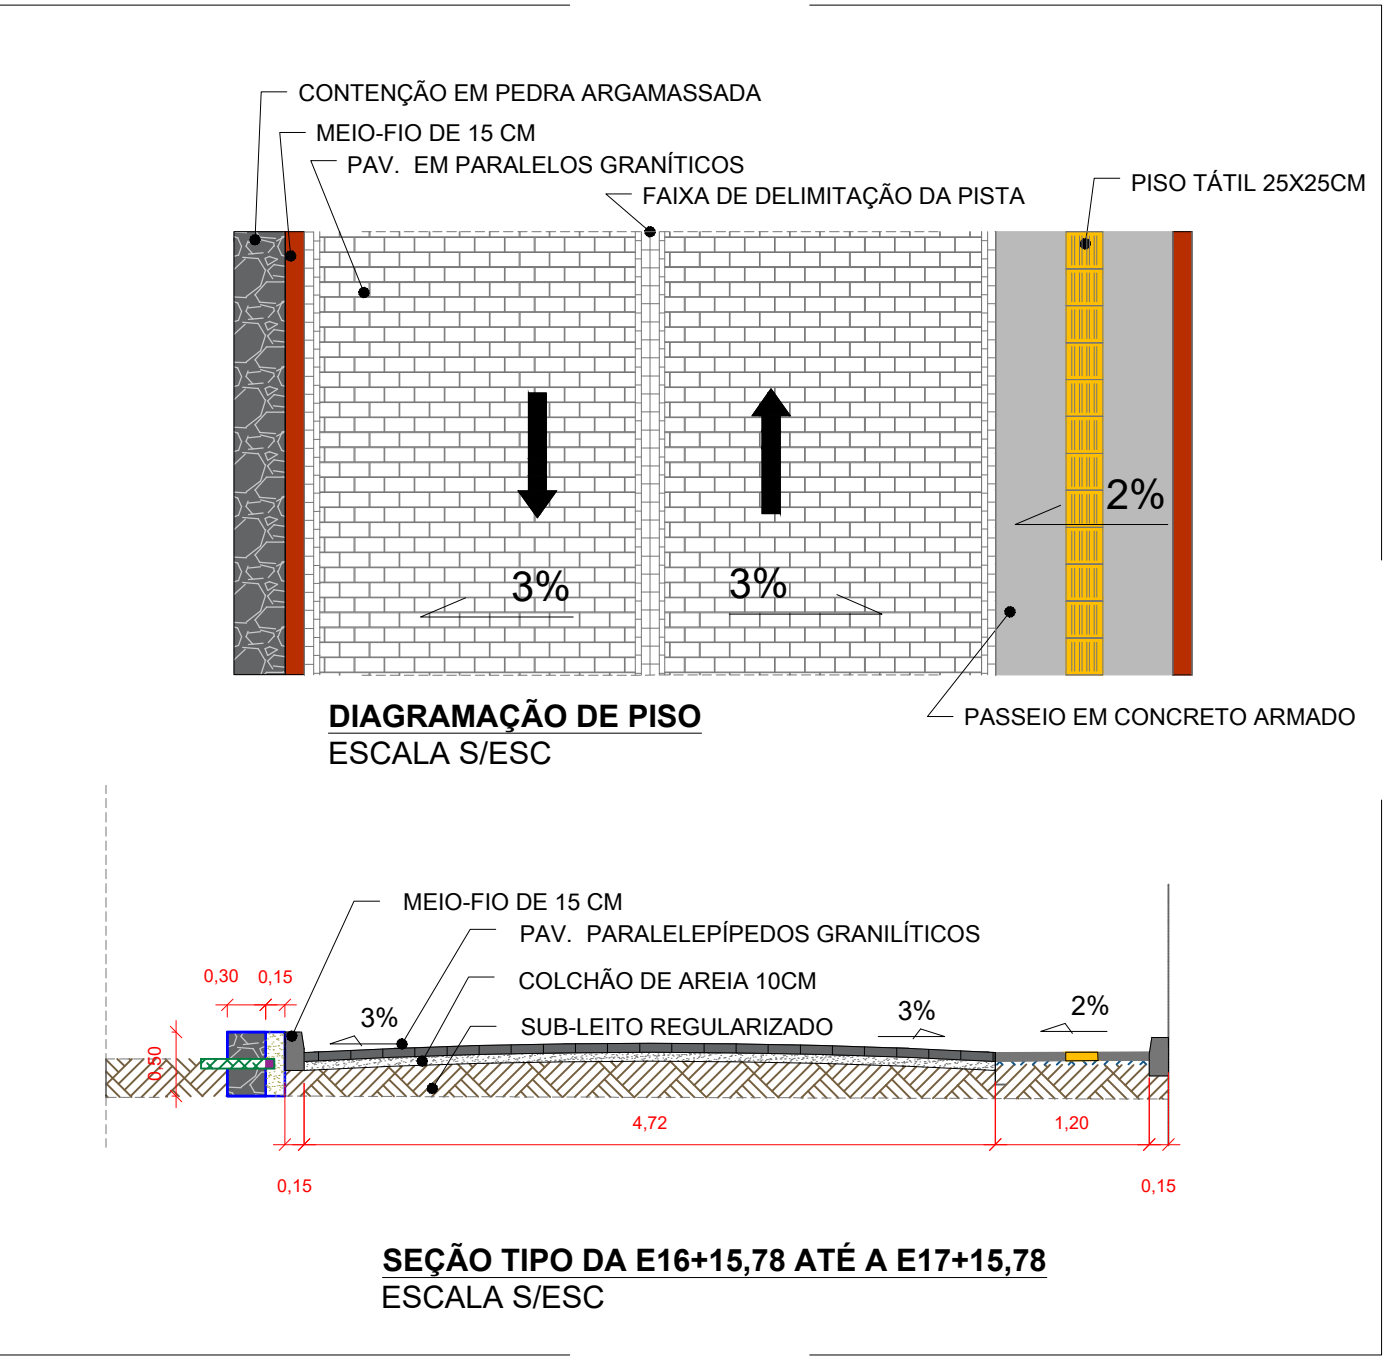 CONTENÇÃO EM PEDRA ARGAMASSADA
MEIO-FIO DE 15 CM
PAV. EM PARALELOS GRANÍTICOS
FAIXA DE DELIMITAÇÃO DA PISTA
PISO TÁTIL 25X25CM
2%
3%
3%
PASSEIO EM CONCRETO ARMADO
DIAGRAMAÇÃO DE PISO
ESCALA S/ESC
MEIO-FIO DE 15 CM
PAV. PARALELEPÍPEDOS GRANILÍTICOS
COLCHÃO DE AREIA 10CM
SUB-LEITO REGULARIZADO
0,30
0,15
3%
3%
2%
0,50
4,72
1,20
0,15
0,15
SEÇÃO TIPO DA E16+15,78 ATÉ A E17+15,78
ESCALA S/ESC